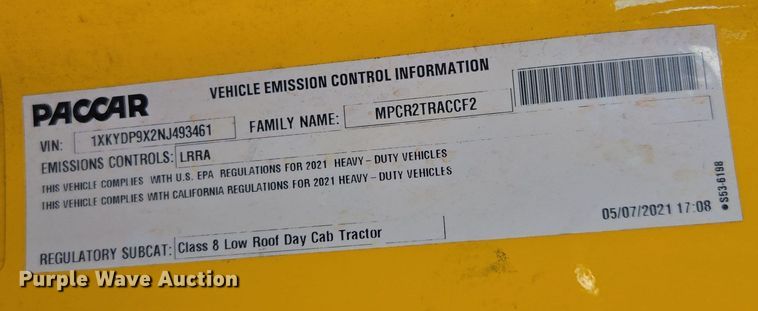 PACCAR
VEHICLE EMISSION CONTROL INFORMATION
VIN: 1XKYDP9X2NJ493461 FAMILY NAME: MPCR2TRACCF2
EMISSIONS CONTROLS: LRRA
THIS VEHICLE COMPLIES WITH U.S. EPA REGULATIONS FOR 2021 HEAVY-DUTY VEHICLES
THIS VEHICLE COMPLIES WITH CALIFORNIA REGULATIONS FOR 2021 HEAVY-DUTY VEHICLES
S53-6198
05/07/2021 17:08
REGULATORY SUBCAT: Class 8 Low Roof Day Cab Tractor
Purple Wave Auction